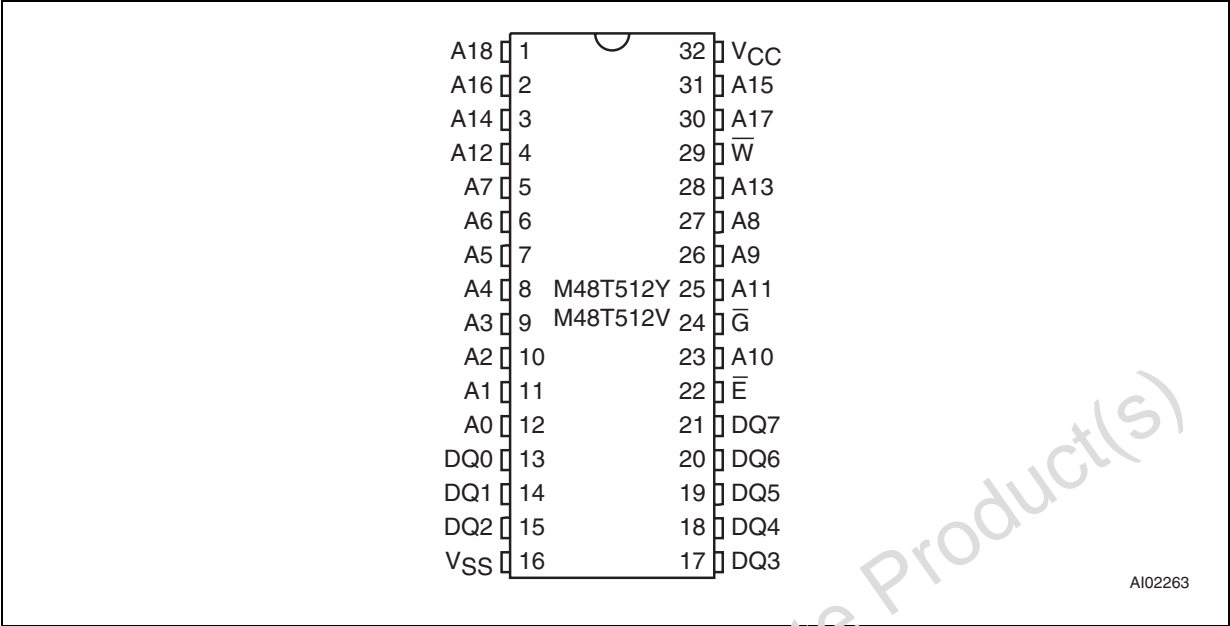 A18 1 32 VCC
A16 2 31 A15
A14 3 30 A17
A12 4 29 W̅
A7 5 28 A13
A6 6 27 A8
A5 7 26 A9
A4 8 M48T512Y 25 A11
A3 9 M48T512V 24 G̅
A2 10 23 A10
A1 11 22 E̅
A0 12 21 DQ7
DQ0 13 20 DQ6
DQ1 14 19 DQ5
DQ2 15 18 DQ4
VSS 16 17 DQ3
AI02263
Product(s)